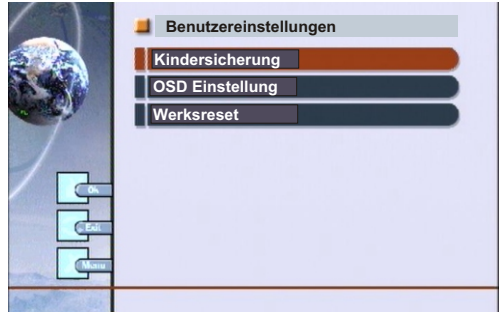 Benutzereinstellungen
Kindersicherung
OSD Einstellung
Werksreset
Ok
Exit
Menu